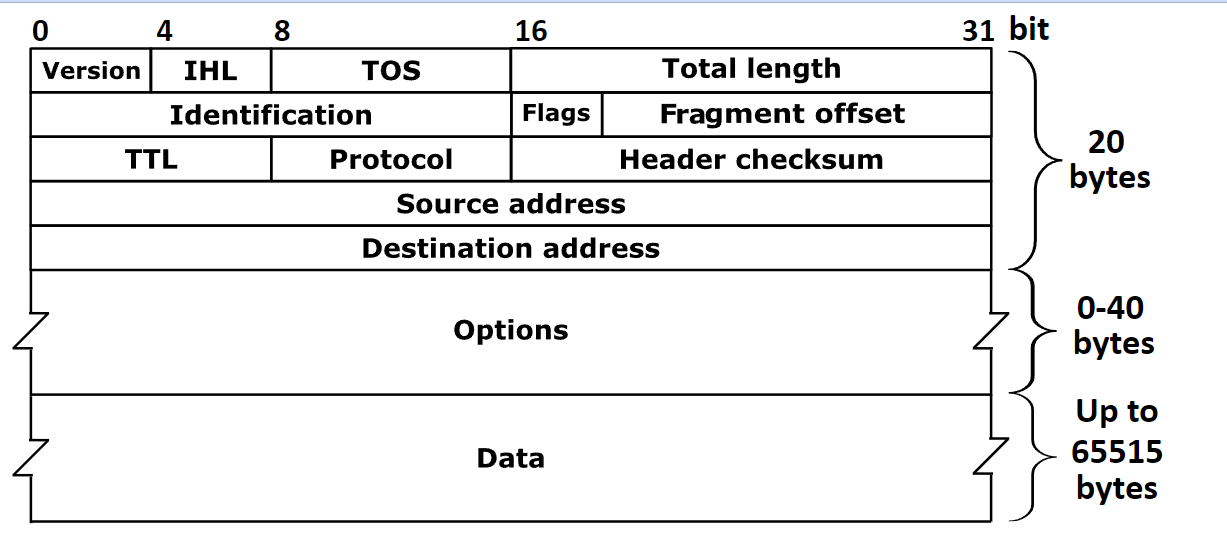 0 4 8 16 31 bit
Version IHL TOS Total length
Identification Flags Fragment offset
TTL Protocol Header checksum
Source address
Destination address
20
bytes
Options
0-40
bytes
Data
Up to
65515
bytes